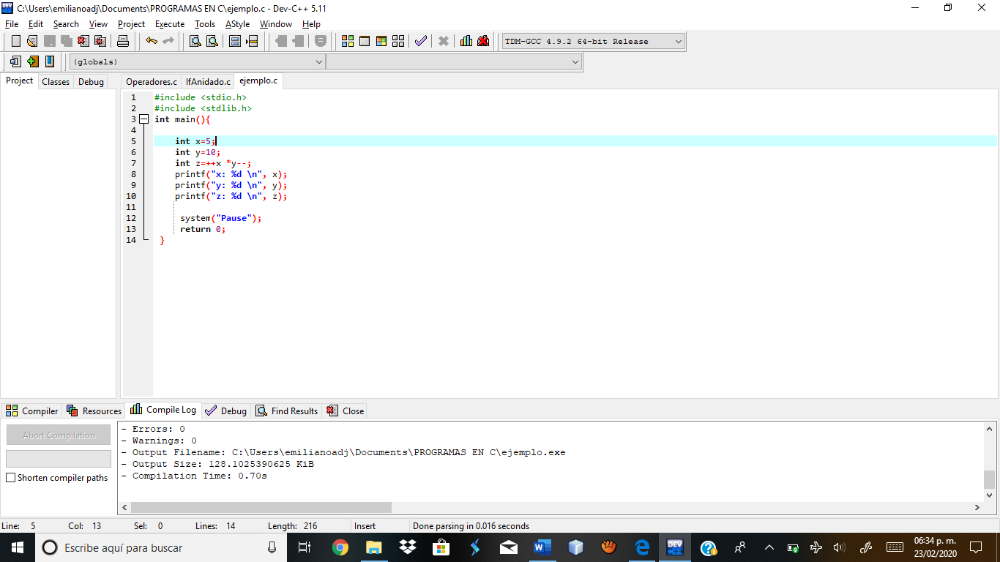 C:\Users\emilianoadj\Documents\PROGRAMAS EN C\ejemplo.c - Dev-C++ 5.11
File Edit Search View Project Execute Tools AStyle Window Help
TDM-GCC 4.9.2 64-bit Release
(globals)
Project Classes Debug Operadores.c IfAnidado.c ejemplo.c
1 #include <stdio.h>
2 #include <stdlib.h>
3 int main(){
4
5 int x=5;
6 int y=10;
7 int z=++x *y--;
8 printf("x: %d \n", x);
9 printf("y: %d \n", y);
10 printf("z: %d \n", z);
11
12 system("Pause");
13 return 0;
14 }
Compiler Resources Compile Log Debug Find Results Close
Abort Compilation
Shorten compiler paths
- Errors: 0
- Warnings: 0
- Output Filename: C:\Users\emilianoadj\Documents\PROGRAMAS EN C\ejemplo.exe
- Output Size: 128.1025390625 KiB
- Compilation Time: 0.70s
Line: 5 Col: 13 Sel: 0 Lines: 14 Length: 216 Insert Done parsing in 0.016 seconds
Escribe aquí para buscar
DEV
06:34 p. m.
23/02/2020